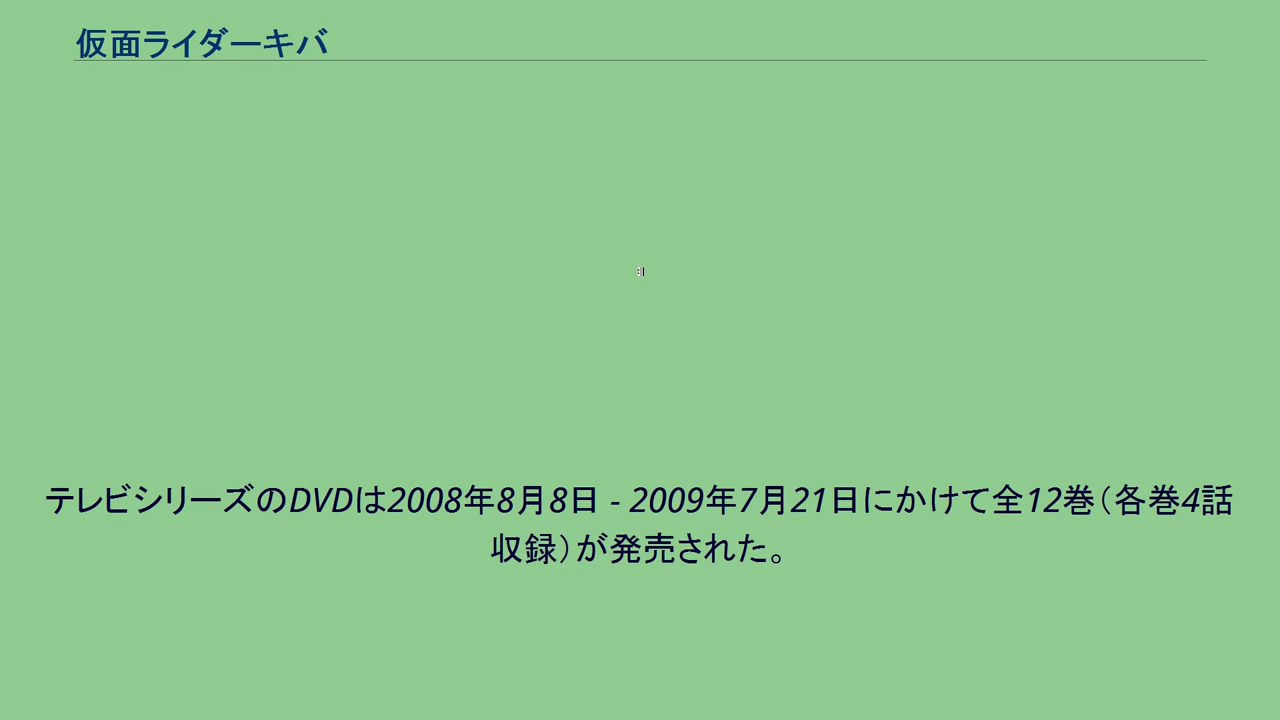 仮面ライダーキバ
テレビシリーズのDVDは2008年8月8日 - 2009年7月21日にかけて全12巻（各巻4話
収録）が発売された。